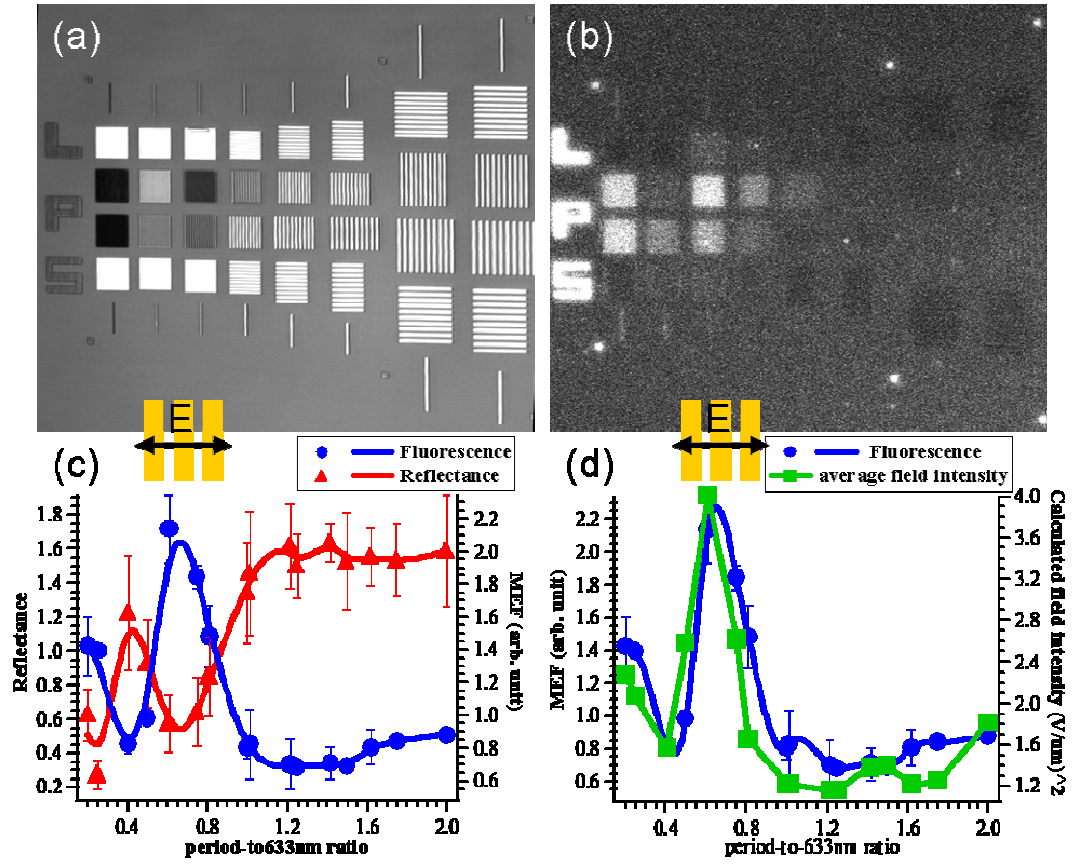 (a)
(b)
L
P
S
L
P
S
E
E
(c)
Fluorescence
Reflectance
(d)
Fluorescence
average field intensity
1.8
1.6
1.4
1.2
1.0
0.8
0.6
0.4
0.2
Reflectance
2.2
2.0
1.8
1.6
1.4
1.2
1.0
0.8
0.6
MEF (arb. unit)
0.4
0.8
1.2
1.6
2.0
period-to633nm ratio
2.2
2.0
1.8
1.6
1.4
1.2
1.0
0.8
0.6
MEF (arb. unit)
4.0
3.6
3.2
2.8
2.4
2.0
1.6
1.2
Calculated field Intensity (V/mm)^2
0.4
0.8
1.2
1.6
2.0
period-to-633nm ratio